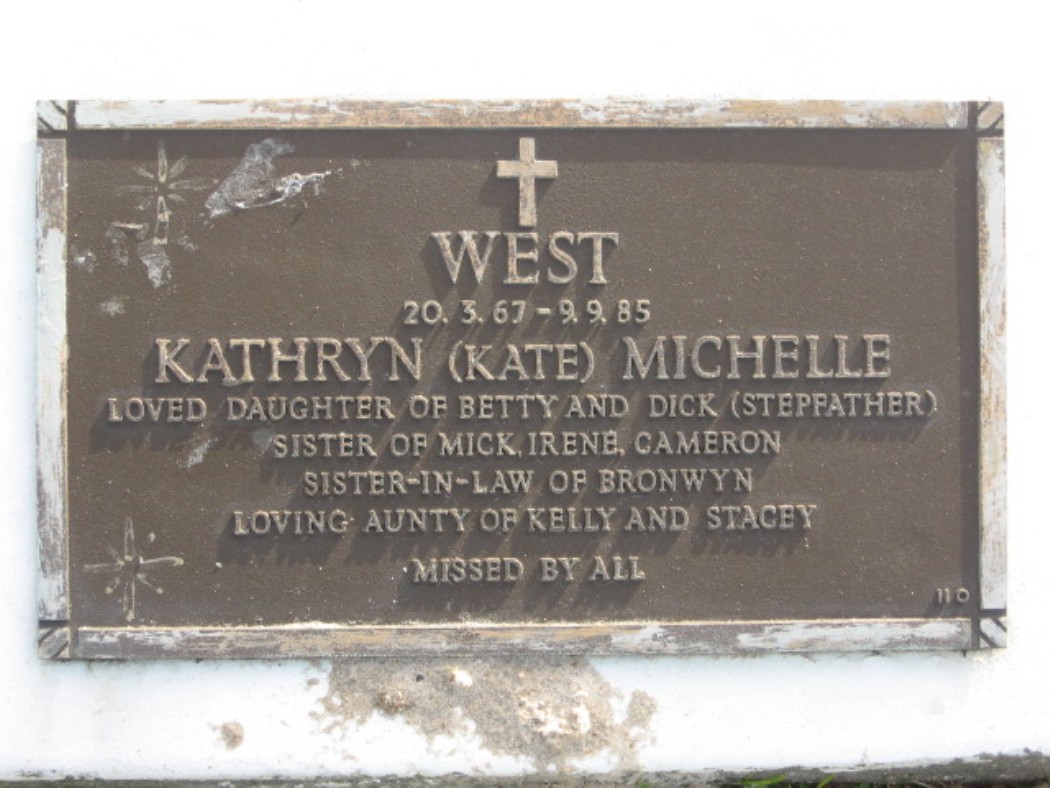 WEST
20.3.67-9.9.85
KATHRYN (KATE) MICHELLE
LOVED DAUGHTER OF BETTY AND DICK (STEPFATHER)
SISTER OF MICK, IRENE, CAMERON
SISTER-IN-LAW OF BRONWYN
LOVING AUNTY OF KELLY AND STACEY
MISSED BY ALL
110